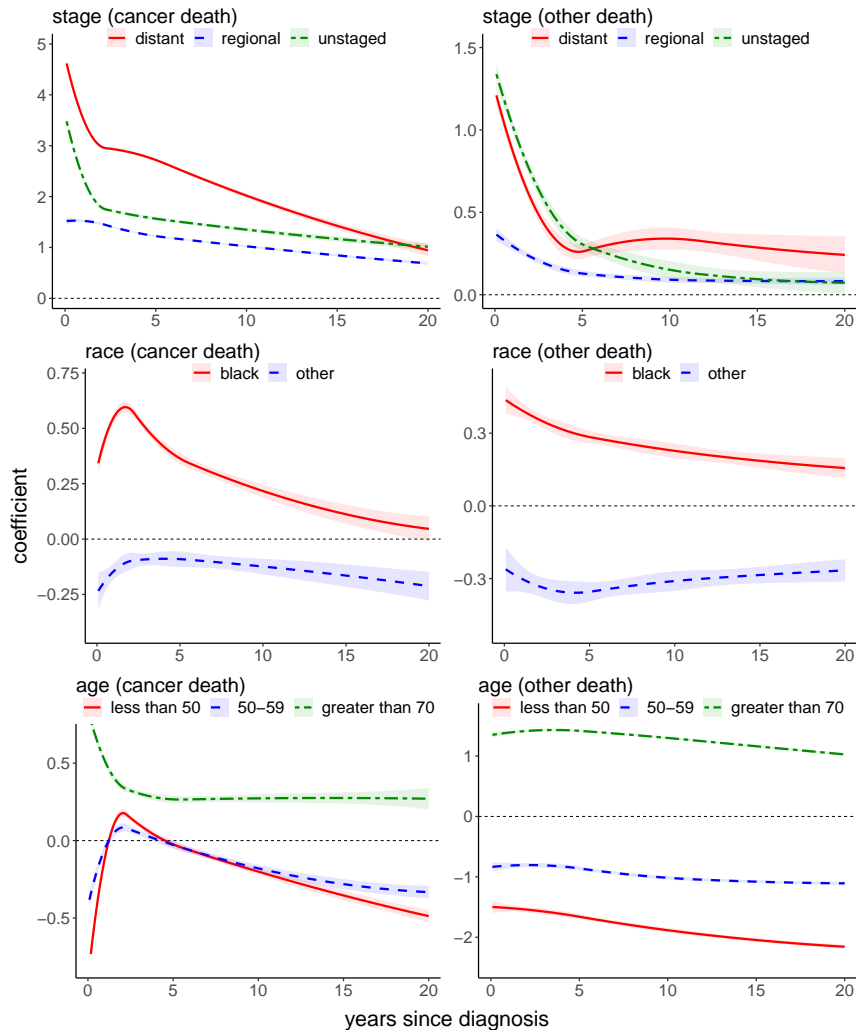 stage (cancer death)
distant regional unstaged
5
4
3
2
1
0
0 5 10 15 20
stage (other death)
distant regional unstaged
1.5
1.0
0.5
0.0
0 5 10 15 20
race (cancer death)
black other
0.75
0.50
0.25
0.00
−0.25
0 5 10 15 20
race (other death)
black other
0.3
0.0
−0.3
0 5 10 15 20
coefficient
age (cancer death)
less than 50 50−59 greater than 70
0.5
0.0
−0.5
0 5 10 15 20
age (other death)
less than 50 50−59 greater than 70
1
0
−1
−2
0 5 10 15 20
years since diagnosis